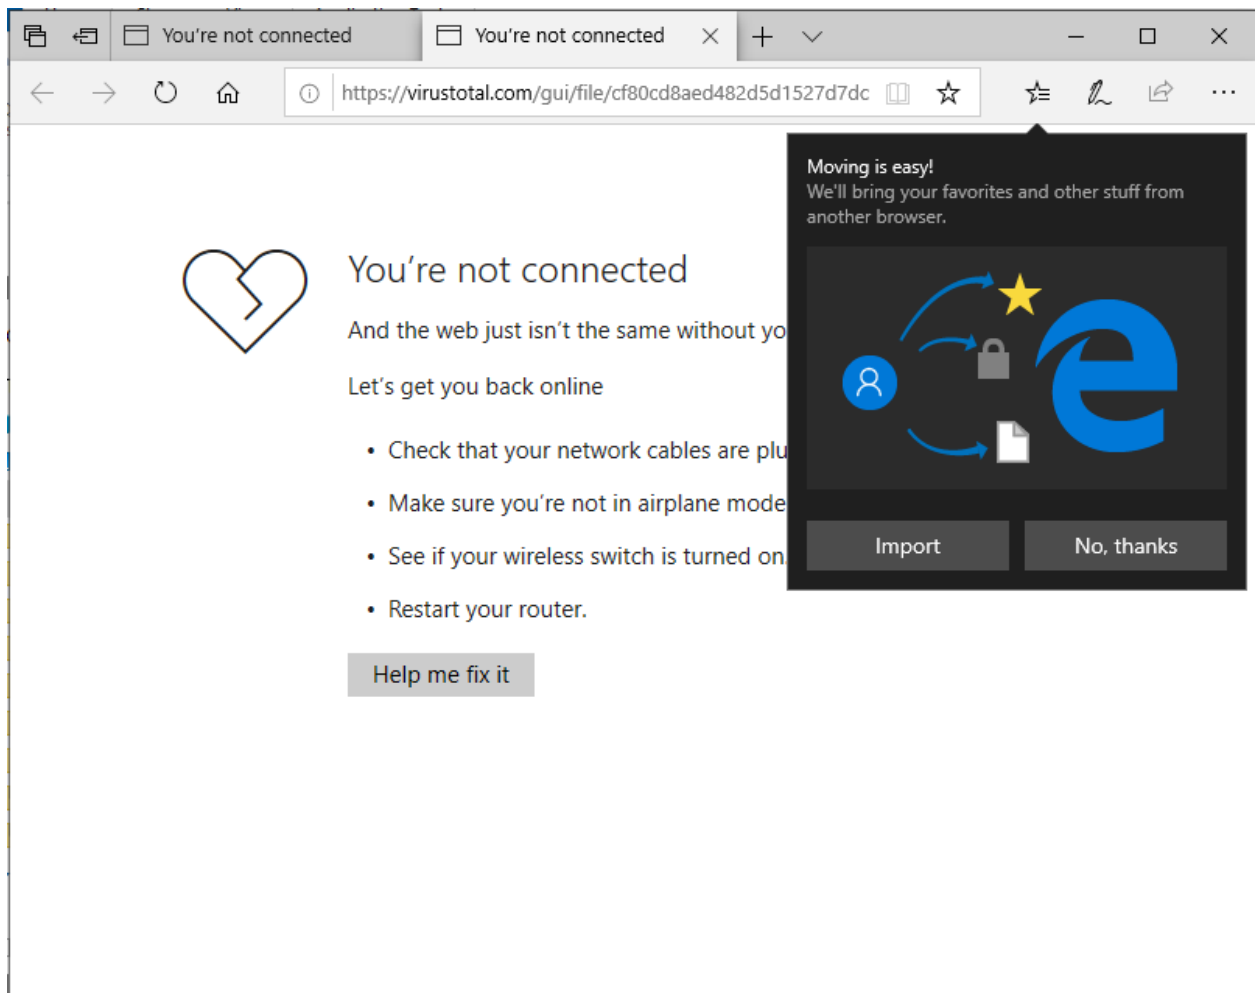 You're not connected
You're not connected
https://virustotal.com/gui/file/cf80cd8aed482d5d1527d7dc
Moving is easy!
We'll bring your favorites and other stuff from
another browser.
You're not connected
And the web just isn't the same without yo
Let's get you back online
• Check that your network cables are plu
• Make sure you're not in airplane mode
• See if your wireless switch is turned on.
• Restart your router.
Import
No, thanks
Help me fix it